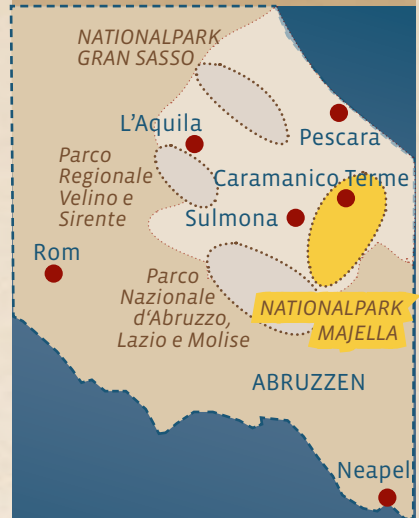 NATIONALPARK
GRAN SASSO
L'Aquila
Pescara
Parco
Regionale
Velino e
Sirente
Caramanico Terme
Sulmona
Rom
Parco
Nazionale
d'Abruzzo,
Lazio e Molise
NATIONALPARK
MAJELLA
ABRUZZEN
Neapel